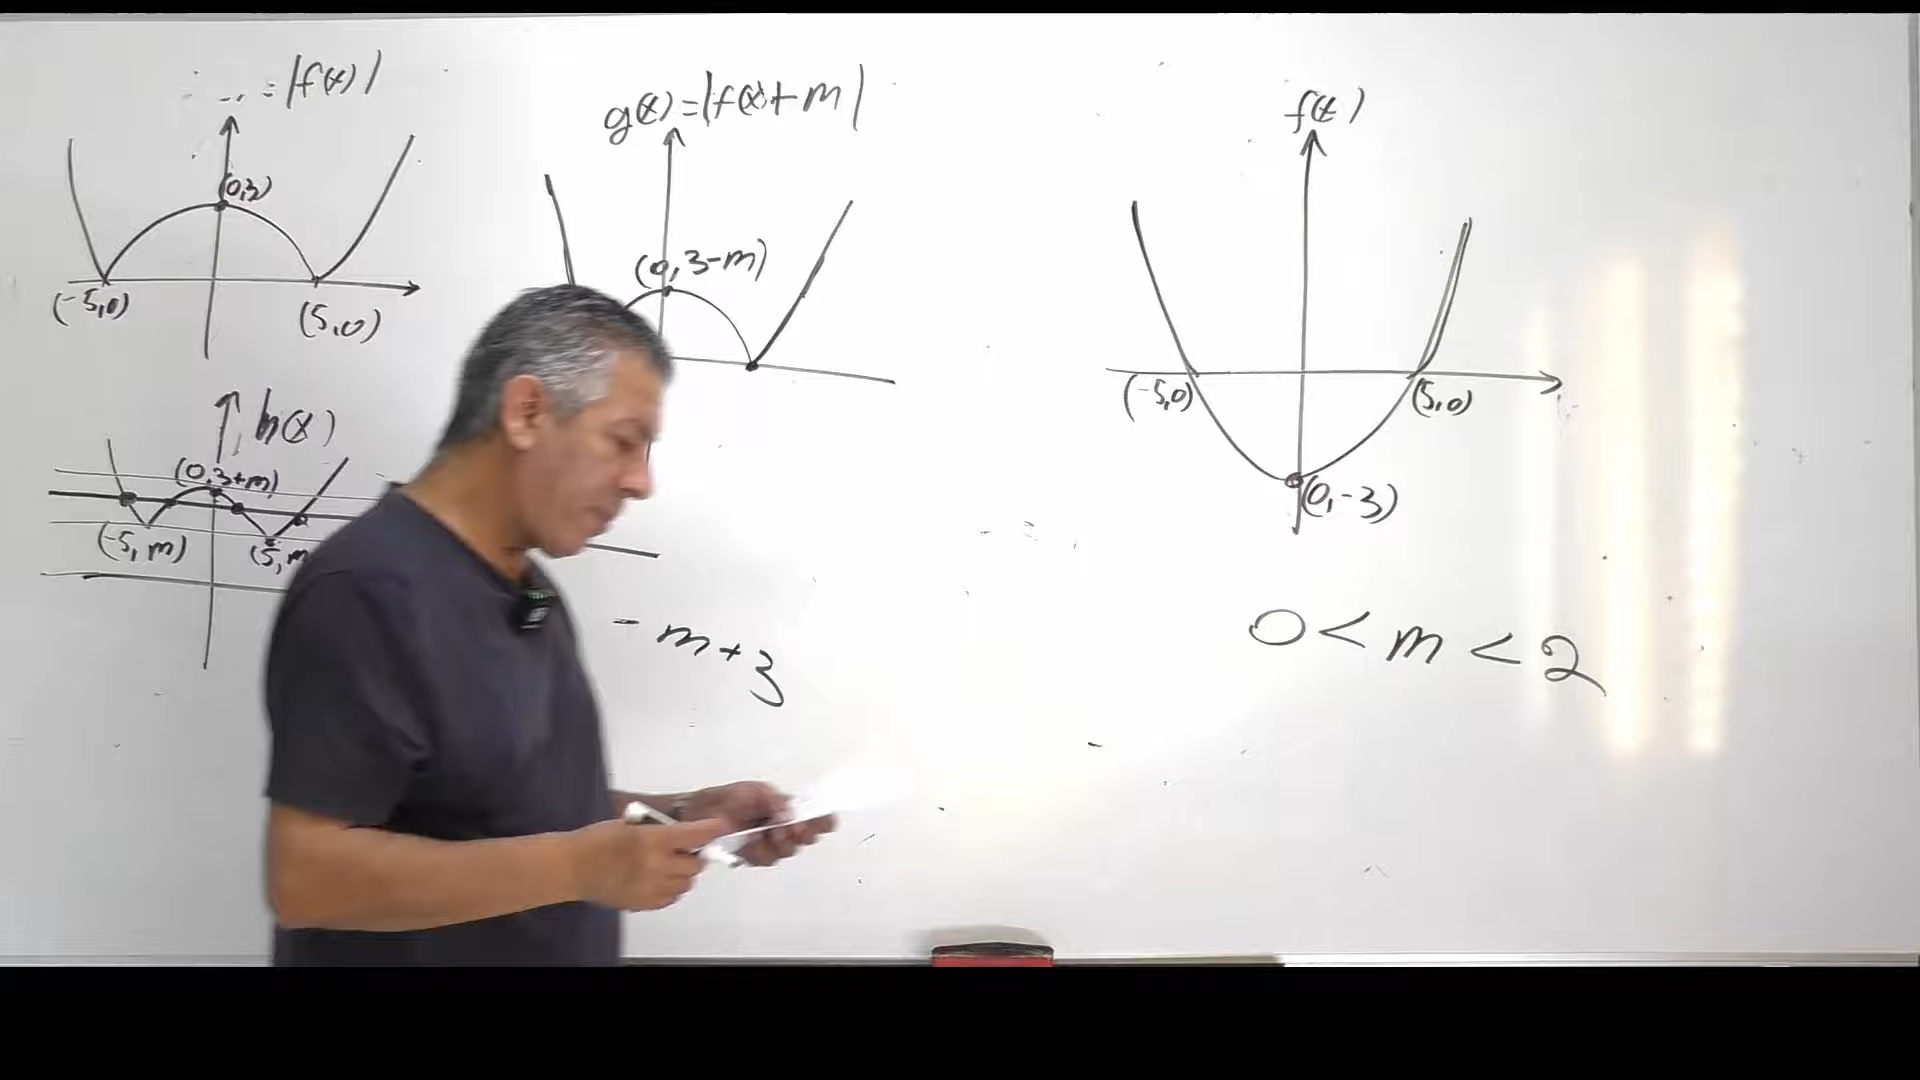 .. = |f(x)|
(0,3)
(-5,0)
(5,0)
g(x) = |f(x)+m|
(0, 3-m)
f(x)
(-5,0)
(5,0)
(0,-3)
h(x)
(0,3+m)
(-5, m)
(5, m
- m + 3
0 < m < 2